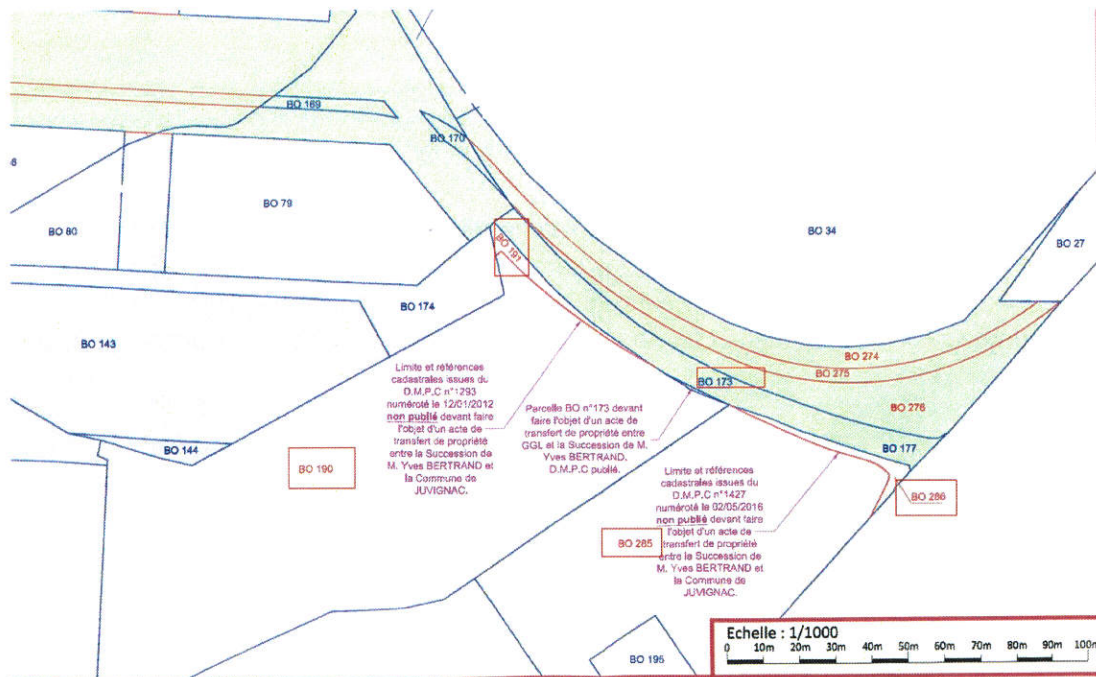 BO 169
BO 170
BO 79
BO 80
BO 34
BO 27
BO 191
BO 174
BO 143
BO 274
BO 275
BO 173
BO 276
BO 177
BO 144
BO 190
Limite et références
cadastrales issues du
D.M.P.C n°1293
numéroté le 12/01/2012
non publié devant faire
l'objet d'un acte de
transfert de propriété
entre la Succession de
M. Yves BERTRAND et
la Commune de
JUVIGNAC.
Parcelle BO n°173 devant
faire l'objet d'un acte de
transfert de propriété entre
GGL et la Succession de M.
Yves BERTRAND.
D.M.P.C publié.
Limite et références
cadastrales issues du
D.M.P.C n°1427
numéroté le 02/05/2016
non publié devant faire
l'objet d'un acte de
transfert de propriété
entre la Succession de
M. Yves BERTRAND et
la Commune de
JUVIGNAC.
BO 286
BO 285
BO 195
Echelle : 1/1000
0 10m 20m 30m 40m 50m 60m 70m 80m 90m 100m